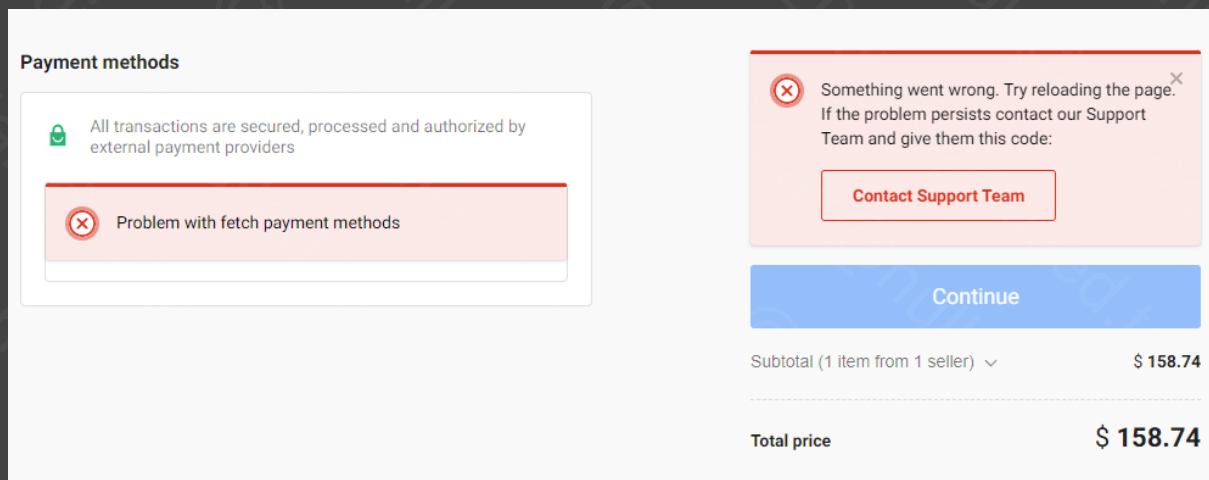 Payment methods
All transactions are secured, processed and authorized by
external payment providers
Problem with fetch payment methods
Something went wrong. Try reloading the page.
If the problem persists contact our Support
Team and give them this code:
Contact Support Team
Continue
Subtotal (1 item from 1 seller)
$ 158.74
Total price
$ 158.74